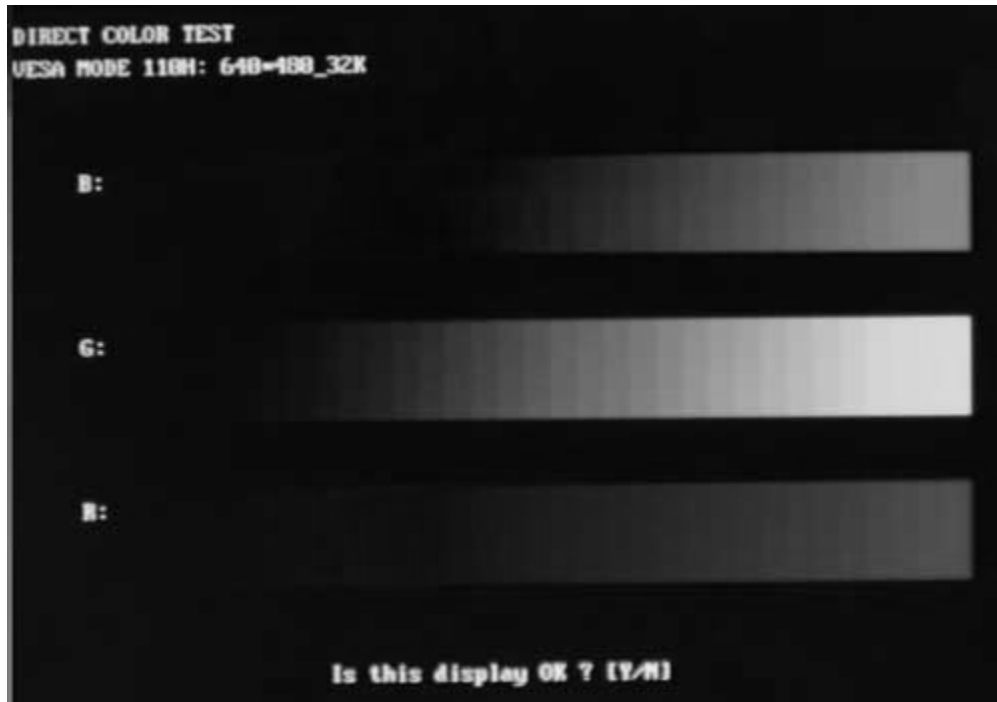 DIRECT COLOR TEST
VESA MODE 110H: 640*480_32K
B:
G:
R:
Is this display OK ? [Y/N]